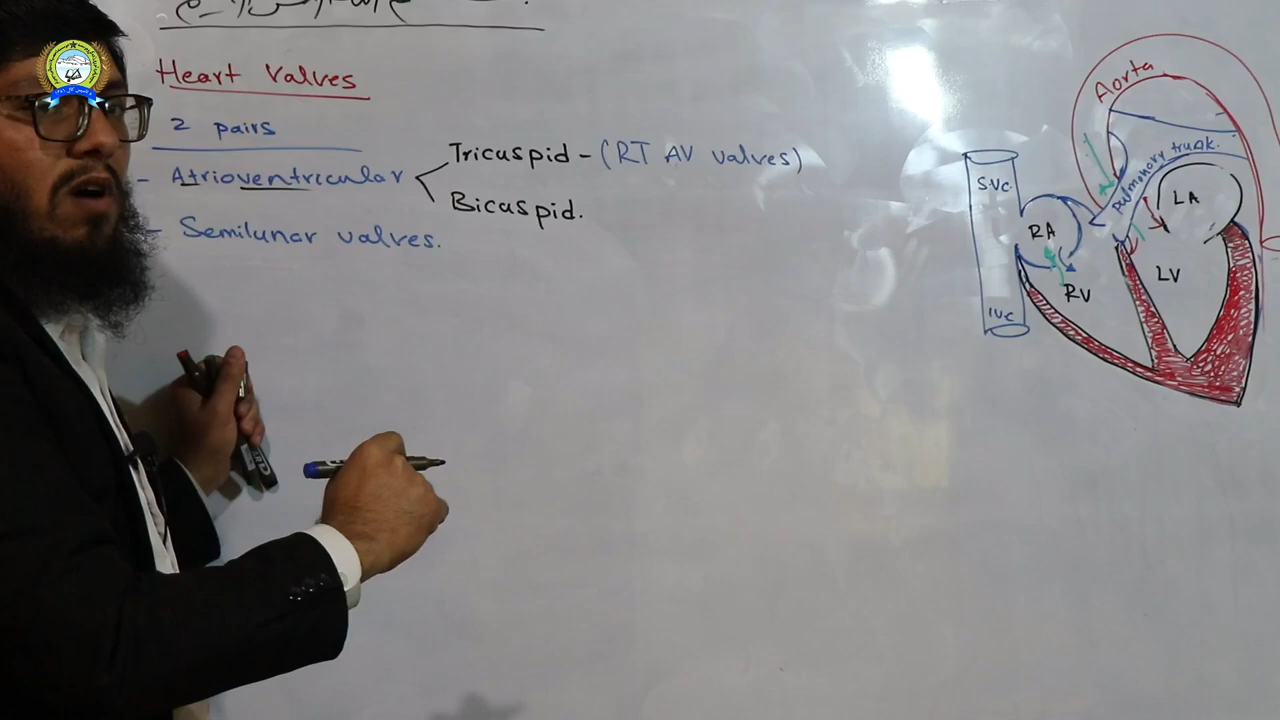 Heart Valves
2 pairs
- Atrioventricular
Tricuspid - (RT AV valves)
Bicuspid.
- Semilunar valves.
Aorta
pulmonary trunk.
S.V.C.
RA
LA
RV
LV
IVC